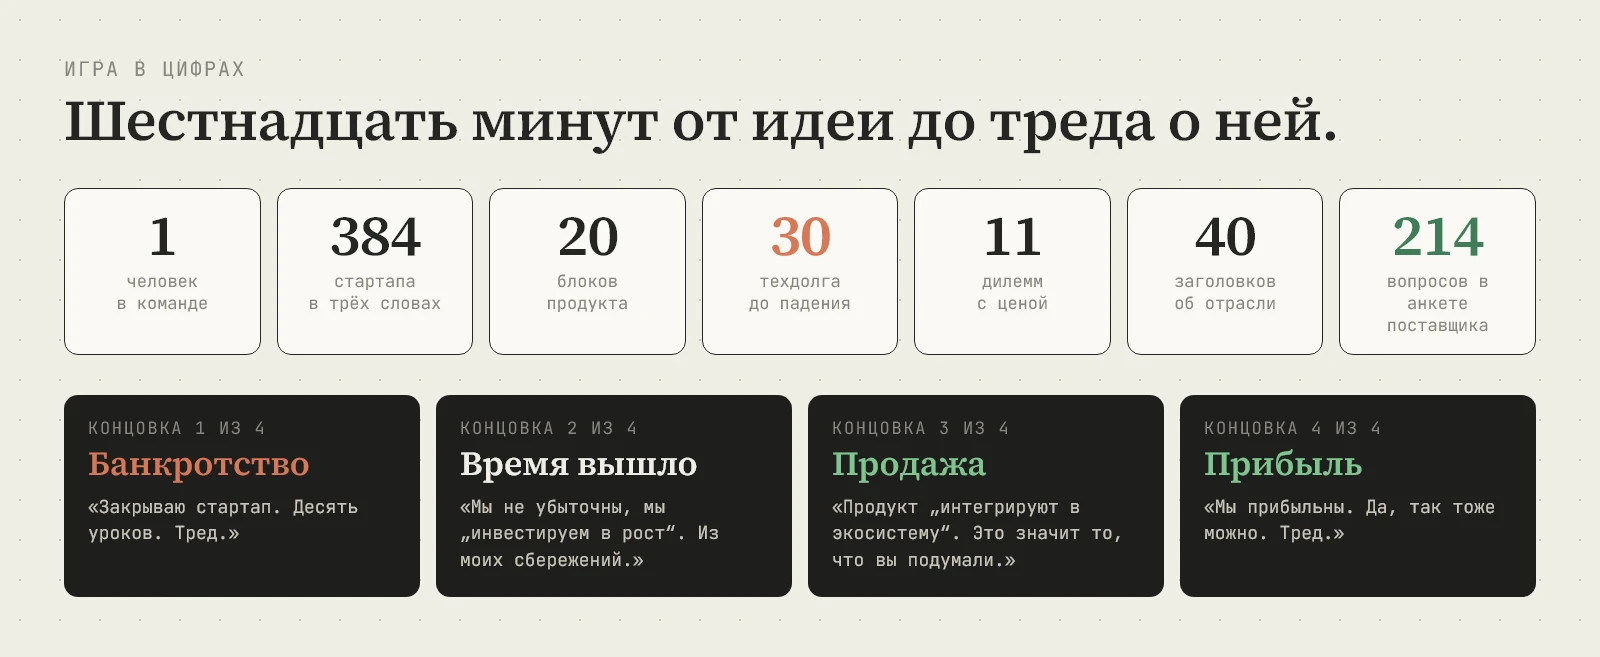 ИГРА В ЦИФРАХ
Шестнадцать минут от идеи до треда о ней.
1
человек
в команде
384
стартапа
в трёх словах
20
блоков
продукта
30
техдолга
до падения
11
дилемм
с ценой
40
заголовков
об отрасли
214
вопросов в
анкете
поставщика
КОНЦОВКА 1 ИЗ 4
Банкротство
«Закрываю стартап. Десять
уроков. Тред.»
КОНЦОВКА 2 ИЗ 4
Время вышло
«Мы не убыточны, мы
„инвестируем в рост“. Из
моих сбережений.»
КОНЦОВКА 3 ИЗ 4
Продажа
«Продукт „интегрируют в
экосистему“. Это значит то,
что вы подумали.»
КОНЦОВКА 4 ИЗ 4
Прибыль
«Мы прибыльны. Да, так тоже
можно. Тред.»